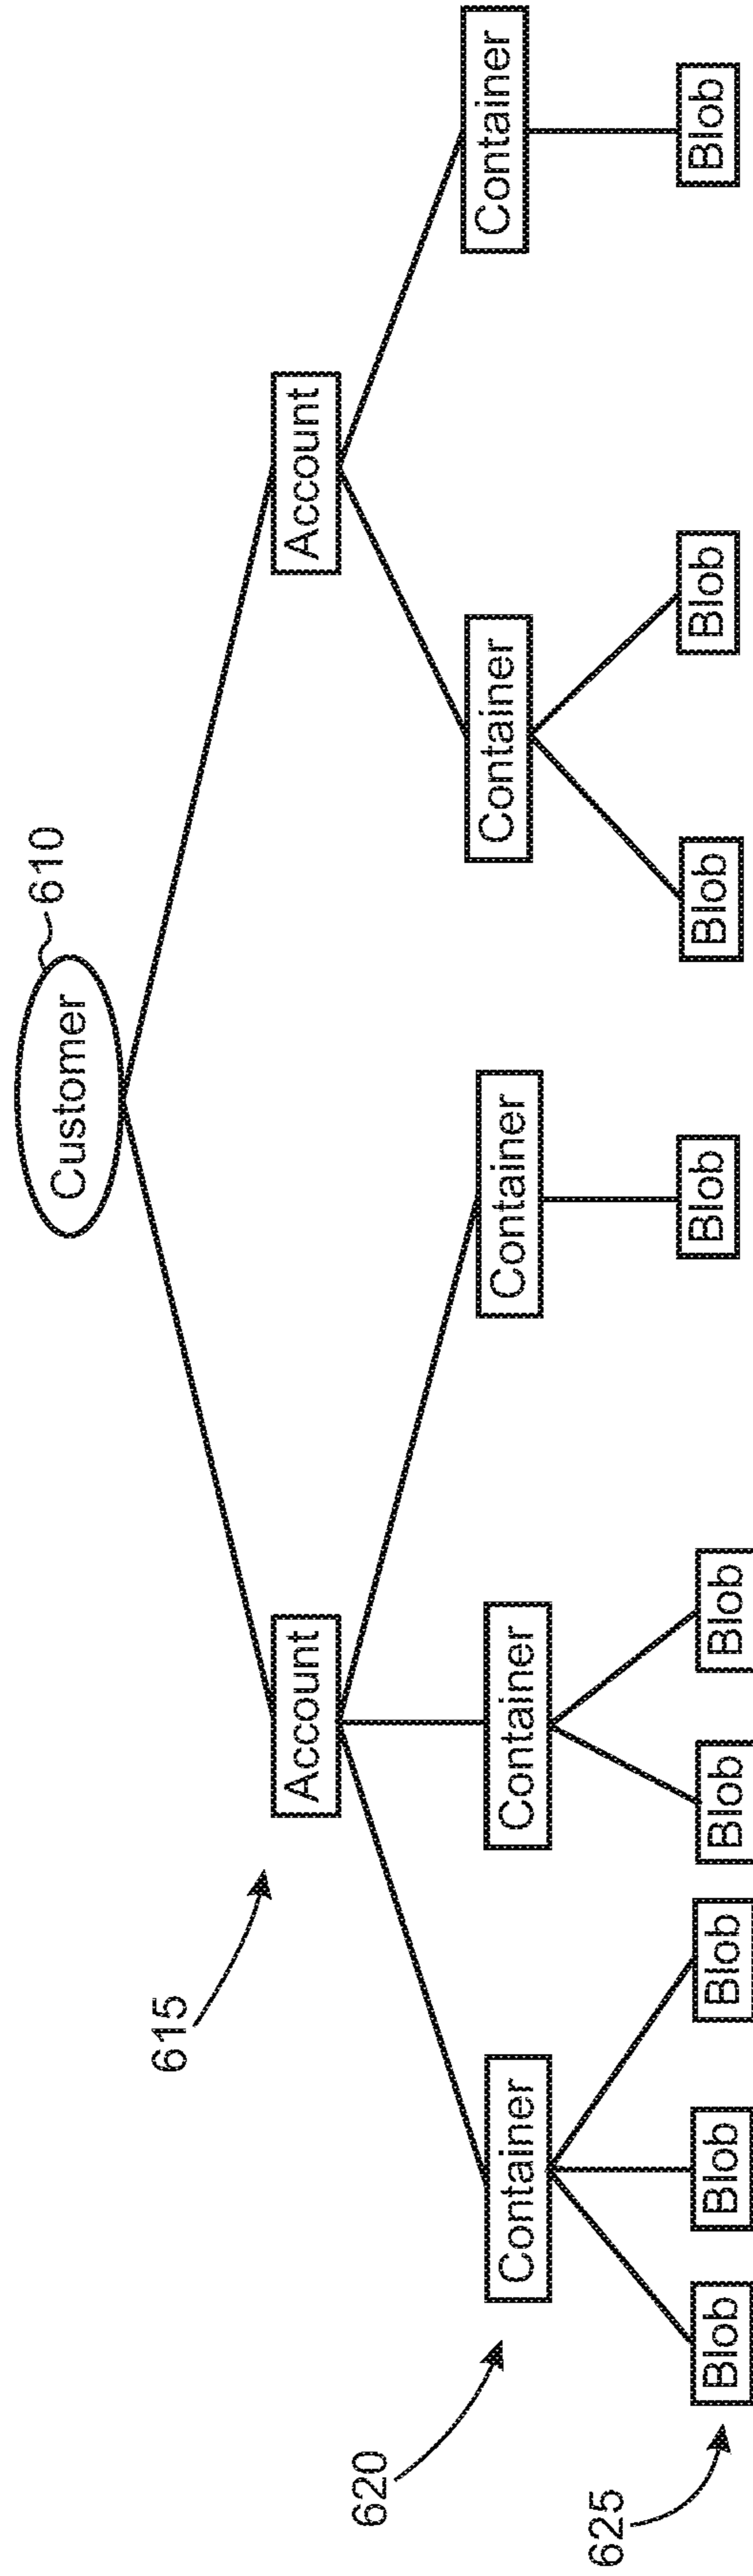 Customer 610
615 Account Account
620 Container Container Container Container Container
625 Blob Blob Blob Blob Blob Blob Blob Blob Blob